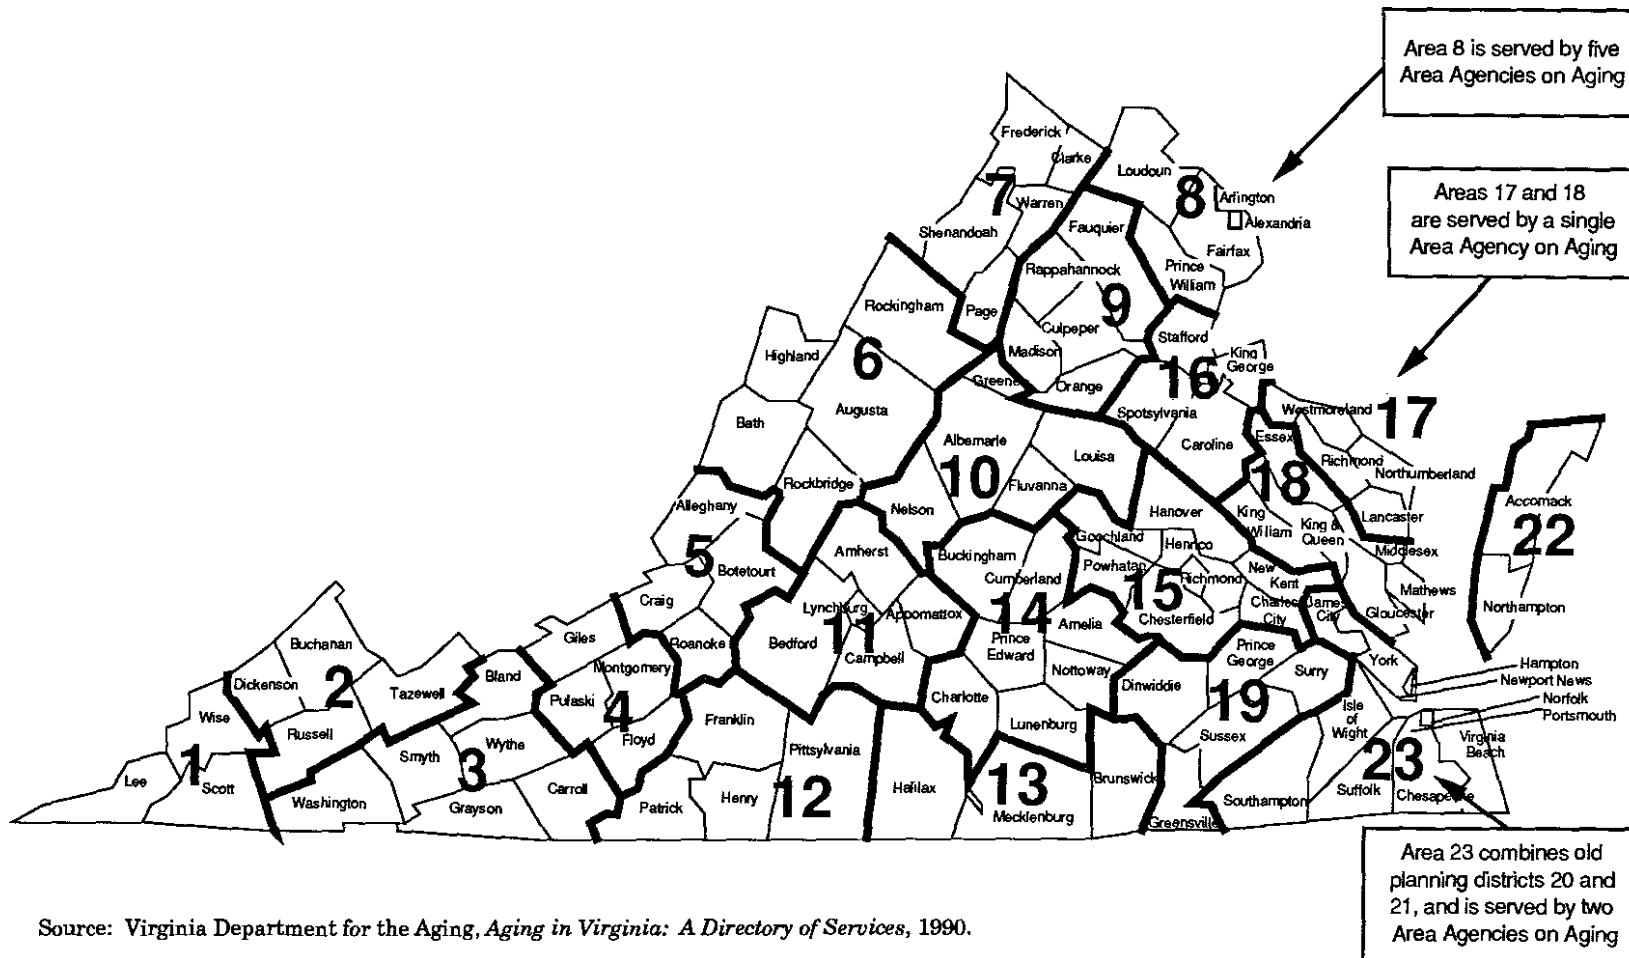 Area 8 is served by five
Area Agencies on Aging
Frederick
Clarke
Loudoun
8
Arlington
Alexandria
7
Warren
Shenandoah
Fauquier
Fairfax
Prince
William
Areas 17 and 18
are served by a single
Area Agency on Aging
Rappahannock
Rockingham
Page
9
Culpeper
Stafford
Highland
6
Madison
King
George
16
Greene
Orange
Augusta
Spotsylvania
Westmoreland
17
Bath
Albemarle
Caroline
Essex
Louisa
Richmond
Northumberland
10
18
Rockbridge
Fluvanna
Accomack
22
Alleghany
Nelson
Hanover
King
William
King &
Queen
Lancaster
Goochland
Henrico
Middlesex
5
Amherst
Buckingham
Powhatan
Botetourt
Cumberland
15
Richmond
New
Kent
Mathews
Craig
Lynchburg
Appomattox
14
Chesterfield
Charles
City
James
City
Gloucester
Northampton
Buchanan
Giles
Roanoke
Bedford
11
Amelia
Prince
Edward
Prince
George
Campbell
Surry
York
Montgomery
Nottoway
Hampton
Newport News
Norfolk
Portsmouth
Dickenson
2
Tazewell
Bland
Dinwiddie
Charlotte
19
Pulaski
4
Wise
Franklin
Lunenburg
Isle
of
Wight
Russell
Floyd
Sussex
Virginia
Beach
Wythe
Smyth
3
Pittsylvania
1
23
Lee
Scott
Carroll
Halifax
13
Brunswick
Suffolk
Chesapeake
Washington
Grayson
Patrick
Henry
12
Southampton
Mecklenburg
Greensville
Area 23 combines old
planning districts 20 and
21, and is served by two
Area Agencies on Aging
Source: Virginia Department for the Aging, Aging in Virginia: A Directory of Services, 1990.